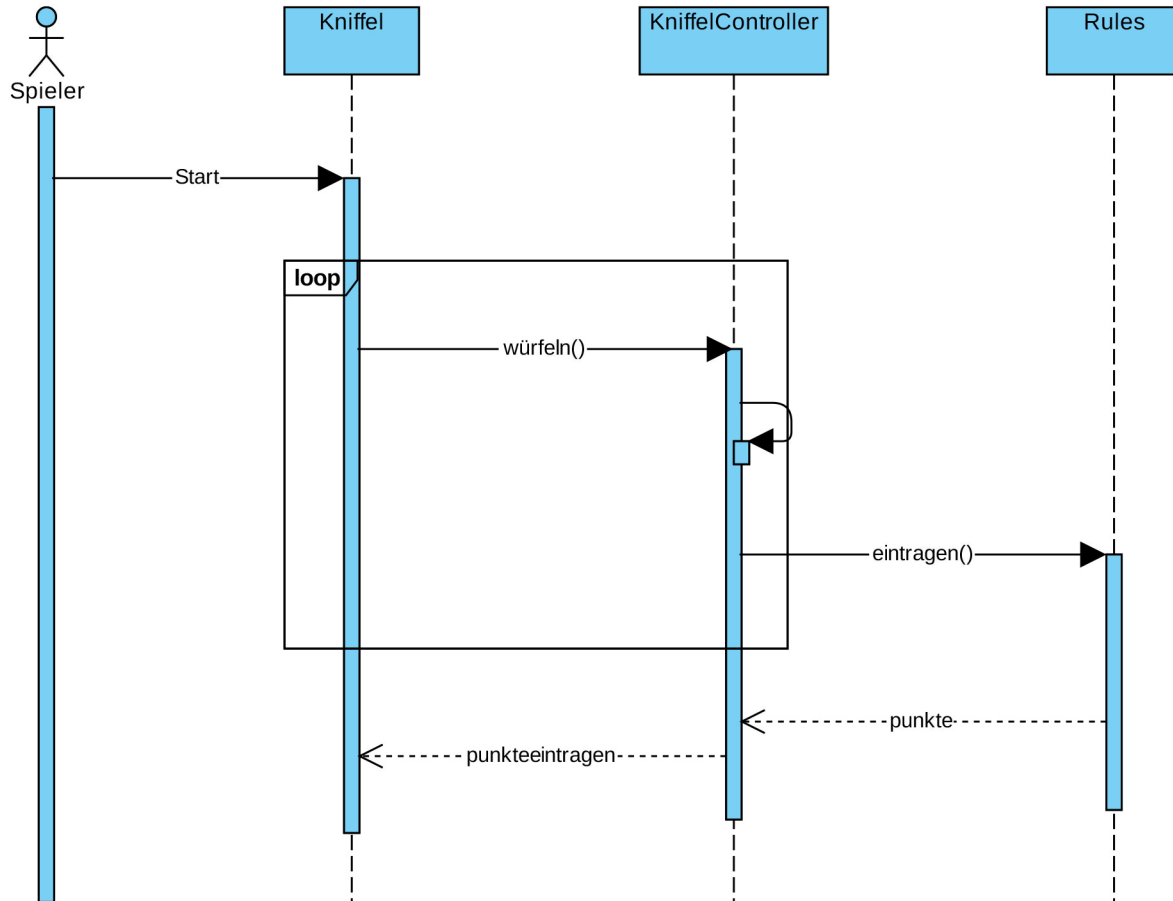 Kniffel
KniffelController
Rules
Spieler
Start
loop
würfeln()
eintragen()
punkte
punkteeintragen